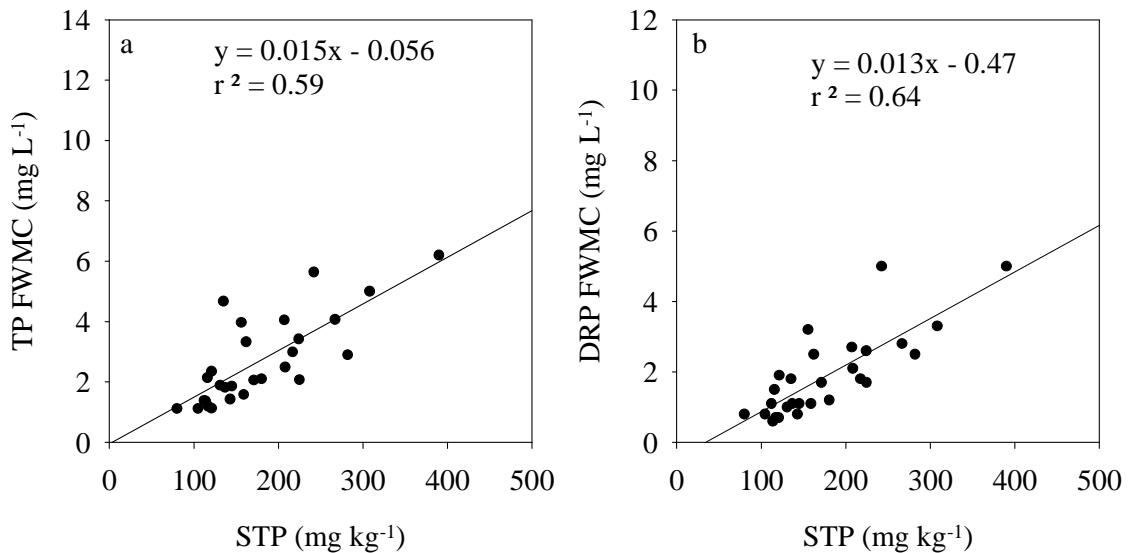 a
y = 0.015x - 0.056
r ² = 0.59
14
12
10
8
6
4
2
0
TP FWMC (mg L⁻¹)
0 100 200 300 400 500
STP (mg kg⁻¹)
b
y = 0.013x - 0.47
r ² = 0.64
12
10
8
6
4
2
0
DRP FWMC (mg L⁻¹)
0 100 200 300 400 500
STP (mg kg⁻¹)